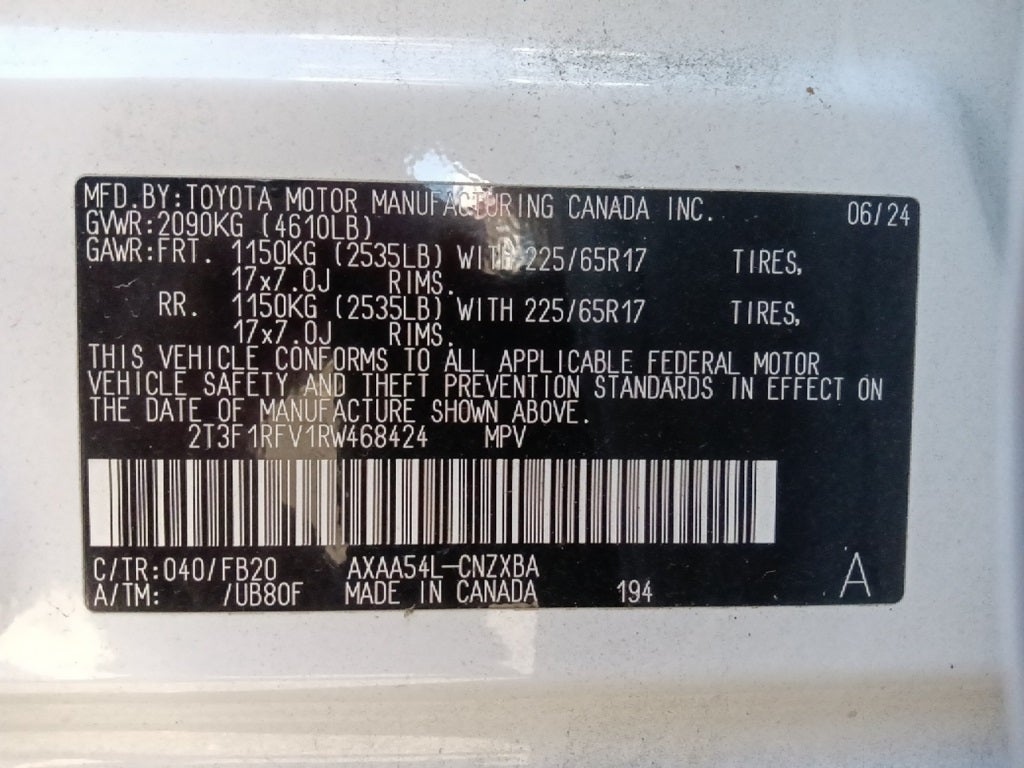 MFD.BY:TOYOTA MOTOR MANUFACTURING CANADA INC. 06/24
GVWR:2090KG (4610LB)
GAWR:FRT. 1150KG (2535LB) WITH 225/65R17 TIRES,
17x7.0J RIMS.
RR. 1150KG (2535LB) WITH 225/65R17 TIRES,
17x7.0J RIMS.
THIS VEHICLE CONFORMS TO ALL APPLICABLE FEDERAL MOTOR
VEHICLE SAFETY AND THEFT PREVENTION STANDARDS IN EFFECT ON
THE DATE OF MANUFACTURE SHOWN ABOVE.
2T3F1RFV1RW468424 MPV
C/TR:040/FB20 AXAA54L-CNZXBA
A/TM: /UB80F MADE IN CANADA 194 A